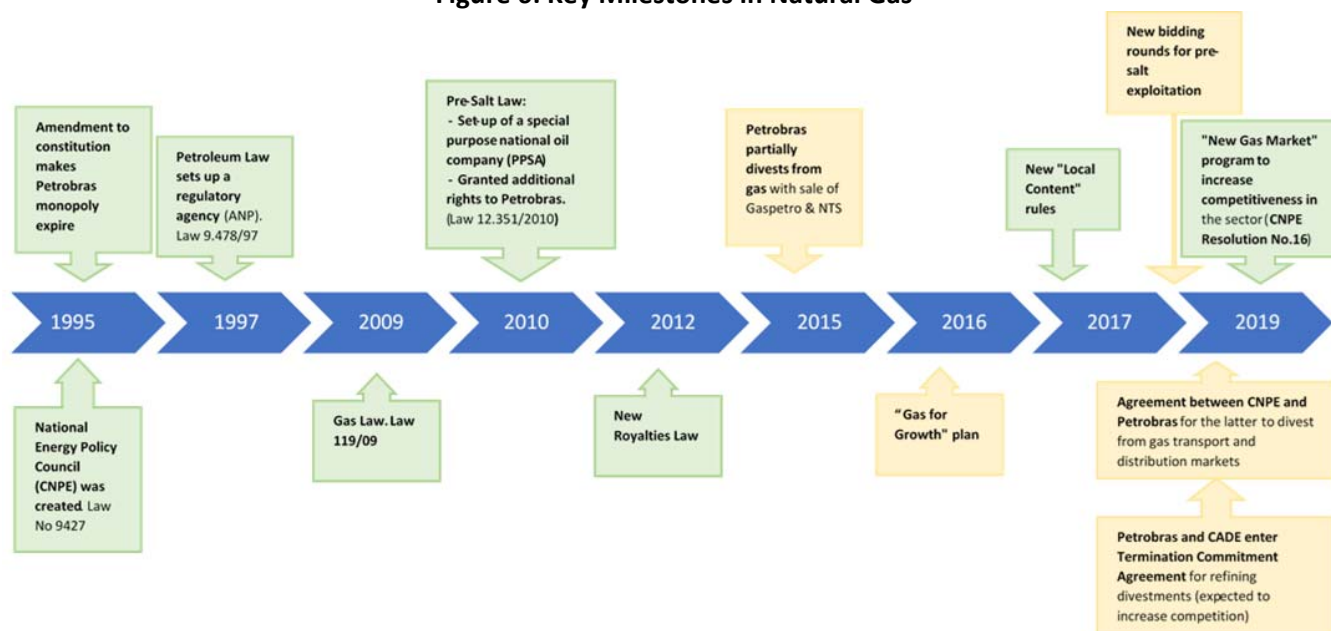 Figure 6. Key Milestones in Natural Gas
New bidding
rounds for pre-
salt
exploitation
Amendment to
constitution
makes
Petrobras
monopoly
expire
Petroleum Law
sets up a
regulatory
agency (ANP).
Law 9.478/97
Pre-Salt Law:
- Set-up of a special
purpose national oil
company (PPSA)
- Granted additional
rights to Petrobras.
(Law 12.351/2010)
Petrobras
partially
divests from
gas with sale of
Gaspetro & NTS
New "Local
Content"
rules
"New Gas Market"
program to
increase
competitiveness in
the sector (CNPE
Resolution No.16)
1995
1997
2009
2010
2012
2015
2016
2017
2019
National
Energy Policy
Council
(CNPE) was
created. Law
No 9427
Gas Law. Law
119/09
New
Royalties Law
"Gas for
Growth" plan
Agreement between CNPE and
Petrobras for the latter to divest
from gas transport and
distribution markets
Petrobras and CADE enter
Termination Commitment
Agreement for refining
divestments (expected to
increase competition)